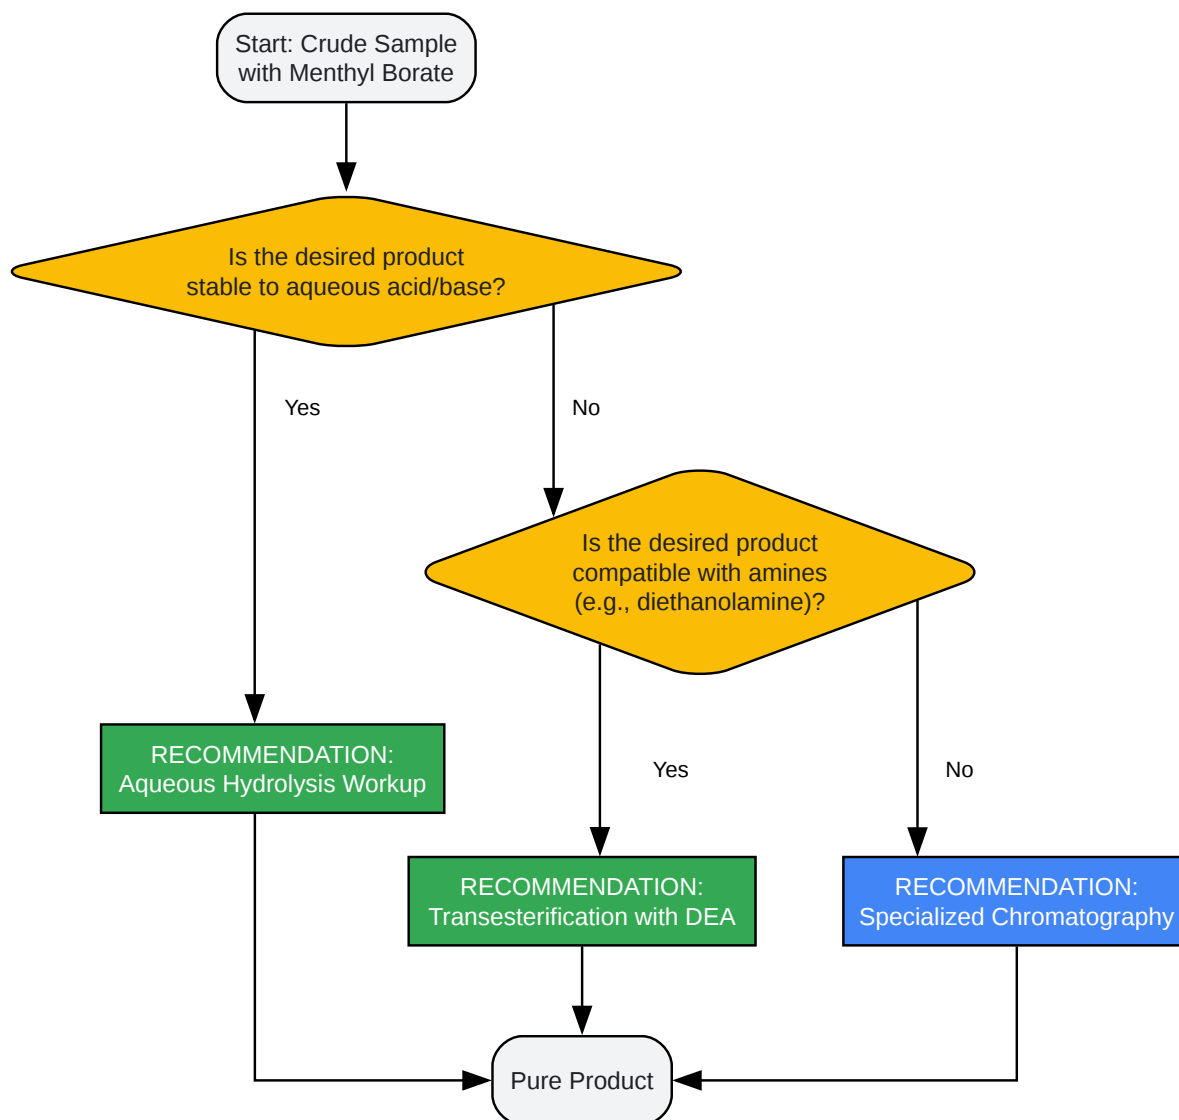 Start: Crude Sample
with Menthyl Borate
Is the desired product
stable to aqueous acid/base?
Yes
No
Is the desired product
compatible with amines
(e.g., diethanolamine)?
RECOMMENDATION:
Aqueous Hydrolysis Workup
Yes
No
RECOMMENDATION:
Transesterification with DEA
RECOMMENDATION:
Specialized Chromatography
Pure Product